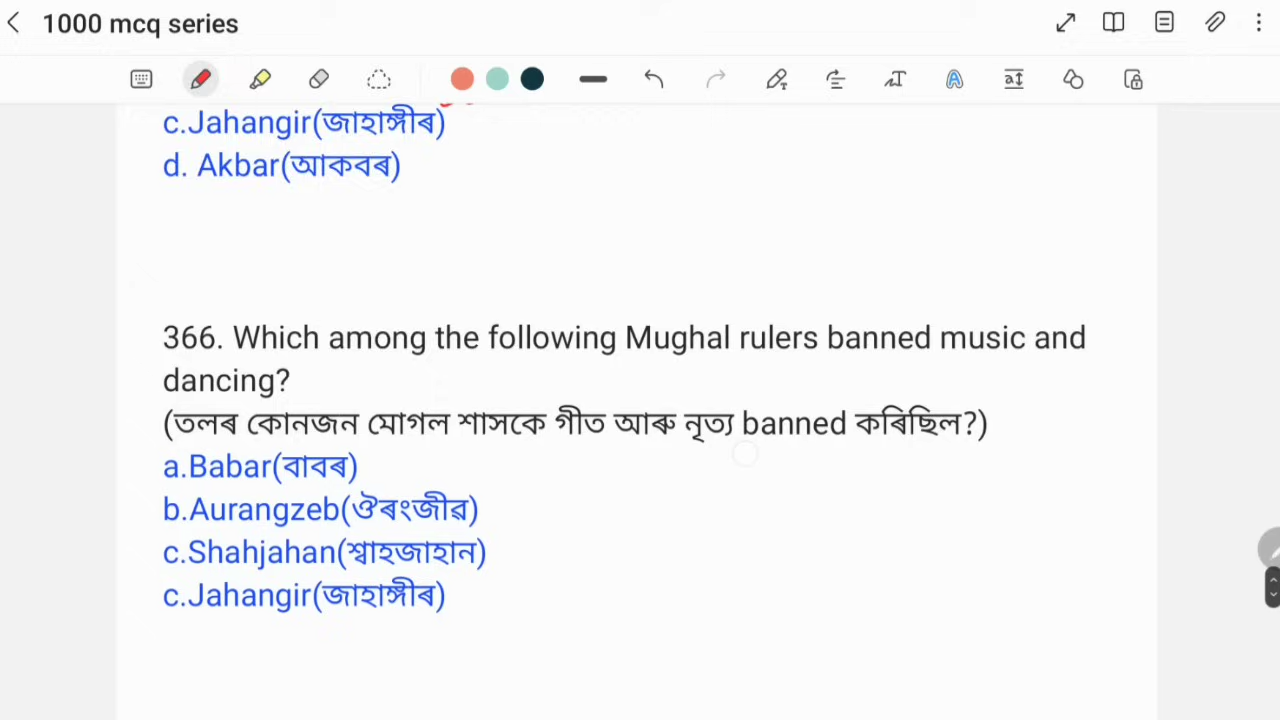 1000 mcq series
c.Jahangir(জাহাঙ্গীৰ)
d. Akbar(আকবৰ)
366. Which among the following Mughal rulers banned music and
dancing?
(তলৰ কোনজন মোগল শাসকে গীত আৰু নৃত্য banned কৰিছিল?)
a.Babar(বাবৰ)
b.Aurangzeb(ঔৰংজীৱ)
c.Shahjahan(শ্বাহজাহান)
c.Jahangir(জাহাঙ্গীৰ)